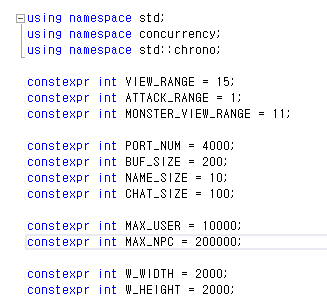 using namespace std;
using namespace concurrency;
using namespace std::chrono;
constexpr int VIEW_RANGE = 15;
constexpr int ATTACK_RANGE = 1;
constexpr int MONSTER_VIEW_RANGE = 11;
constexpr int PORT_NUM = 4000;
constexpr int BUF_SIZE = 200;
constexpr int NAME_SIZE = 10;
constexpr int CHAT_SIZE = 100;
constexpr int MAX_USER = 10000;
constexpr int MAX_NPC = 200000;
constexpr int W_WIDTH = 2000;
constexpr int W_HEIGHT = 2000;